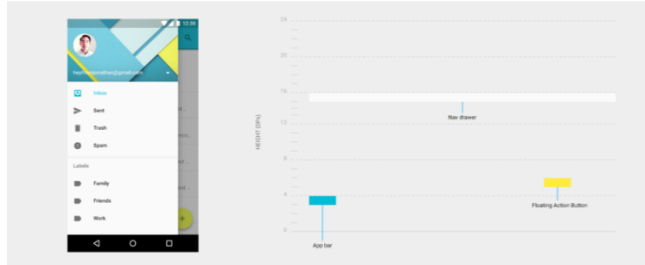 12:30
Inbox
Sent
Trash
Spam
Labels
Family
Friends
Work
HEIGHT (DPs)
24
20
16
12
8
4
0
Nav drawer
Floating Action Button
App bar